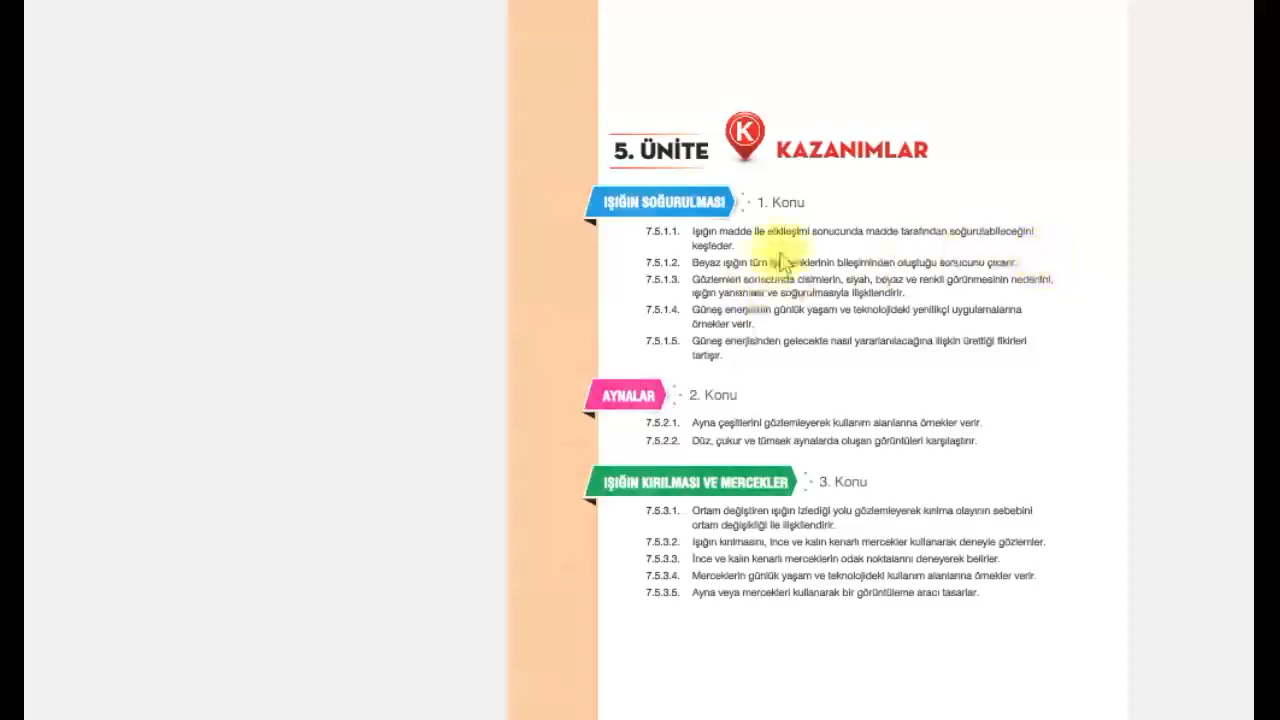 5. ÜNİTE K KAZANIMLAR
IŞIĞIN SOĞURULMASI 1. Konu
7.5.1.1. Işığın madde ile etkileşimi sonucunda madde tarafından soğurulabileceğini
keşfeder.
7.5.1.2. Beyaz ışığın tüm renklerinin bileşiminden oluştuğu sonucunu çıkarır.
7.5.1.3. Gözlemleri sonucunda cisimlerin, siyah, beyaz ve renkli görünmesinin nedenini,
ışığın yansıması ve soğurulmasıyla ilişkilendirir.
7.5.1.4. Güneş enerjisinin günlük yaşam ve teknolojideki yenilikçi uygulamalarına
örnekler verir.
7.5.1.5. Güneş enerjisinden gelecekte nasıl yararlanılacağına ilişkin ürettiği fikirleri
tartışır.
AYNALAR 2. Konu
7.5.2.1. Ayna çeşitlerini gözlemleyerek kullanım alanlarına örnekler verir.
7.5.2.2. Düz, çukur ve tümsek aynalarda oluşan görüntüleri karşılaştırır.
IŞIĞIN KIRILMASI VE MERCEKLER 3. Konu
7.5.3.1. Ortam değiştiren ışığın izlediği yolu gözlemleyerek kırılma olayının sebebini
ortam değişikliği ile ilişkilendirir.
7.5.3.2. Işığın kırılmasını, ince ve kalın kenarlı mercekler kullanarak deneyle gözlemler.
7.5.3.3. İnce ve kalın kenarlı merceklerin odak noktalarını deneyerek belirler.
7.5.3.4. Merceklerin günlük yaşam ve teknolojideki kullanım alanlarına örnekler verir.
7.5.3.5. Ayna veya mercekleri kullanarak bir görüntüleme aracı tasarlar.